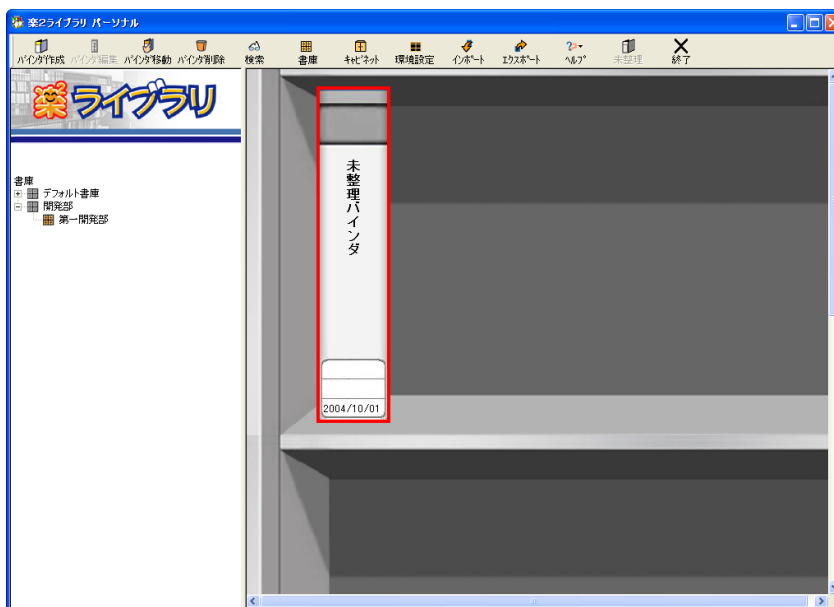 楽2ライブラリ パーソナル
バインダ作成 バインダ編集 バインダ移動 バインダ削除 検索 書庫 キャビネット 環境設定 インポート エクスポート ヘルプ 未整理 終了
楽ライブラリ
書庫
デフォルト書庫
開発部
第一開発部
未整理バインダ
2004/10/01